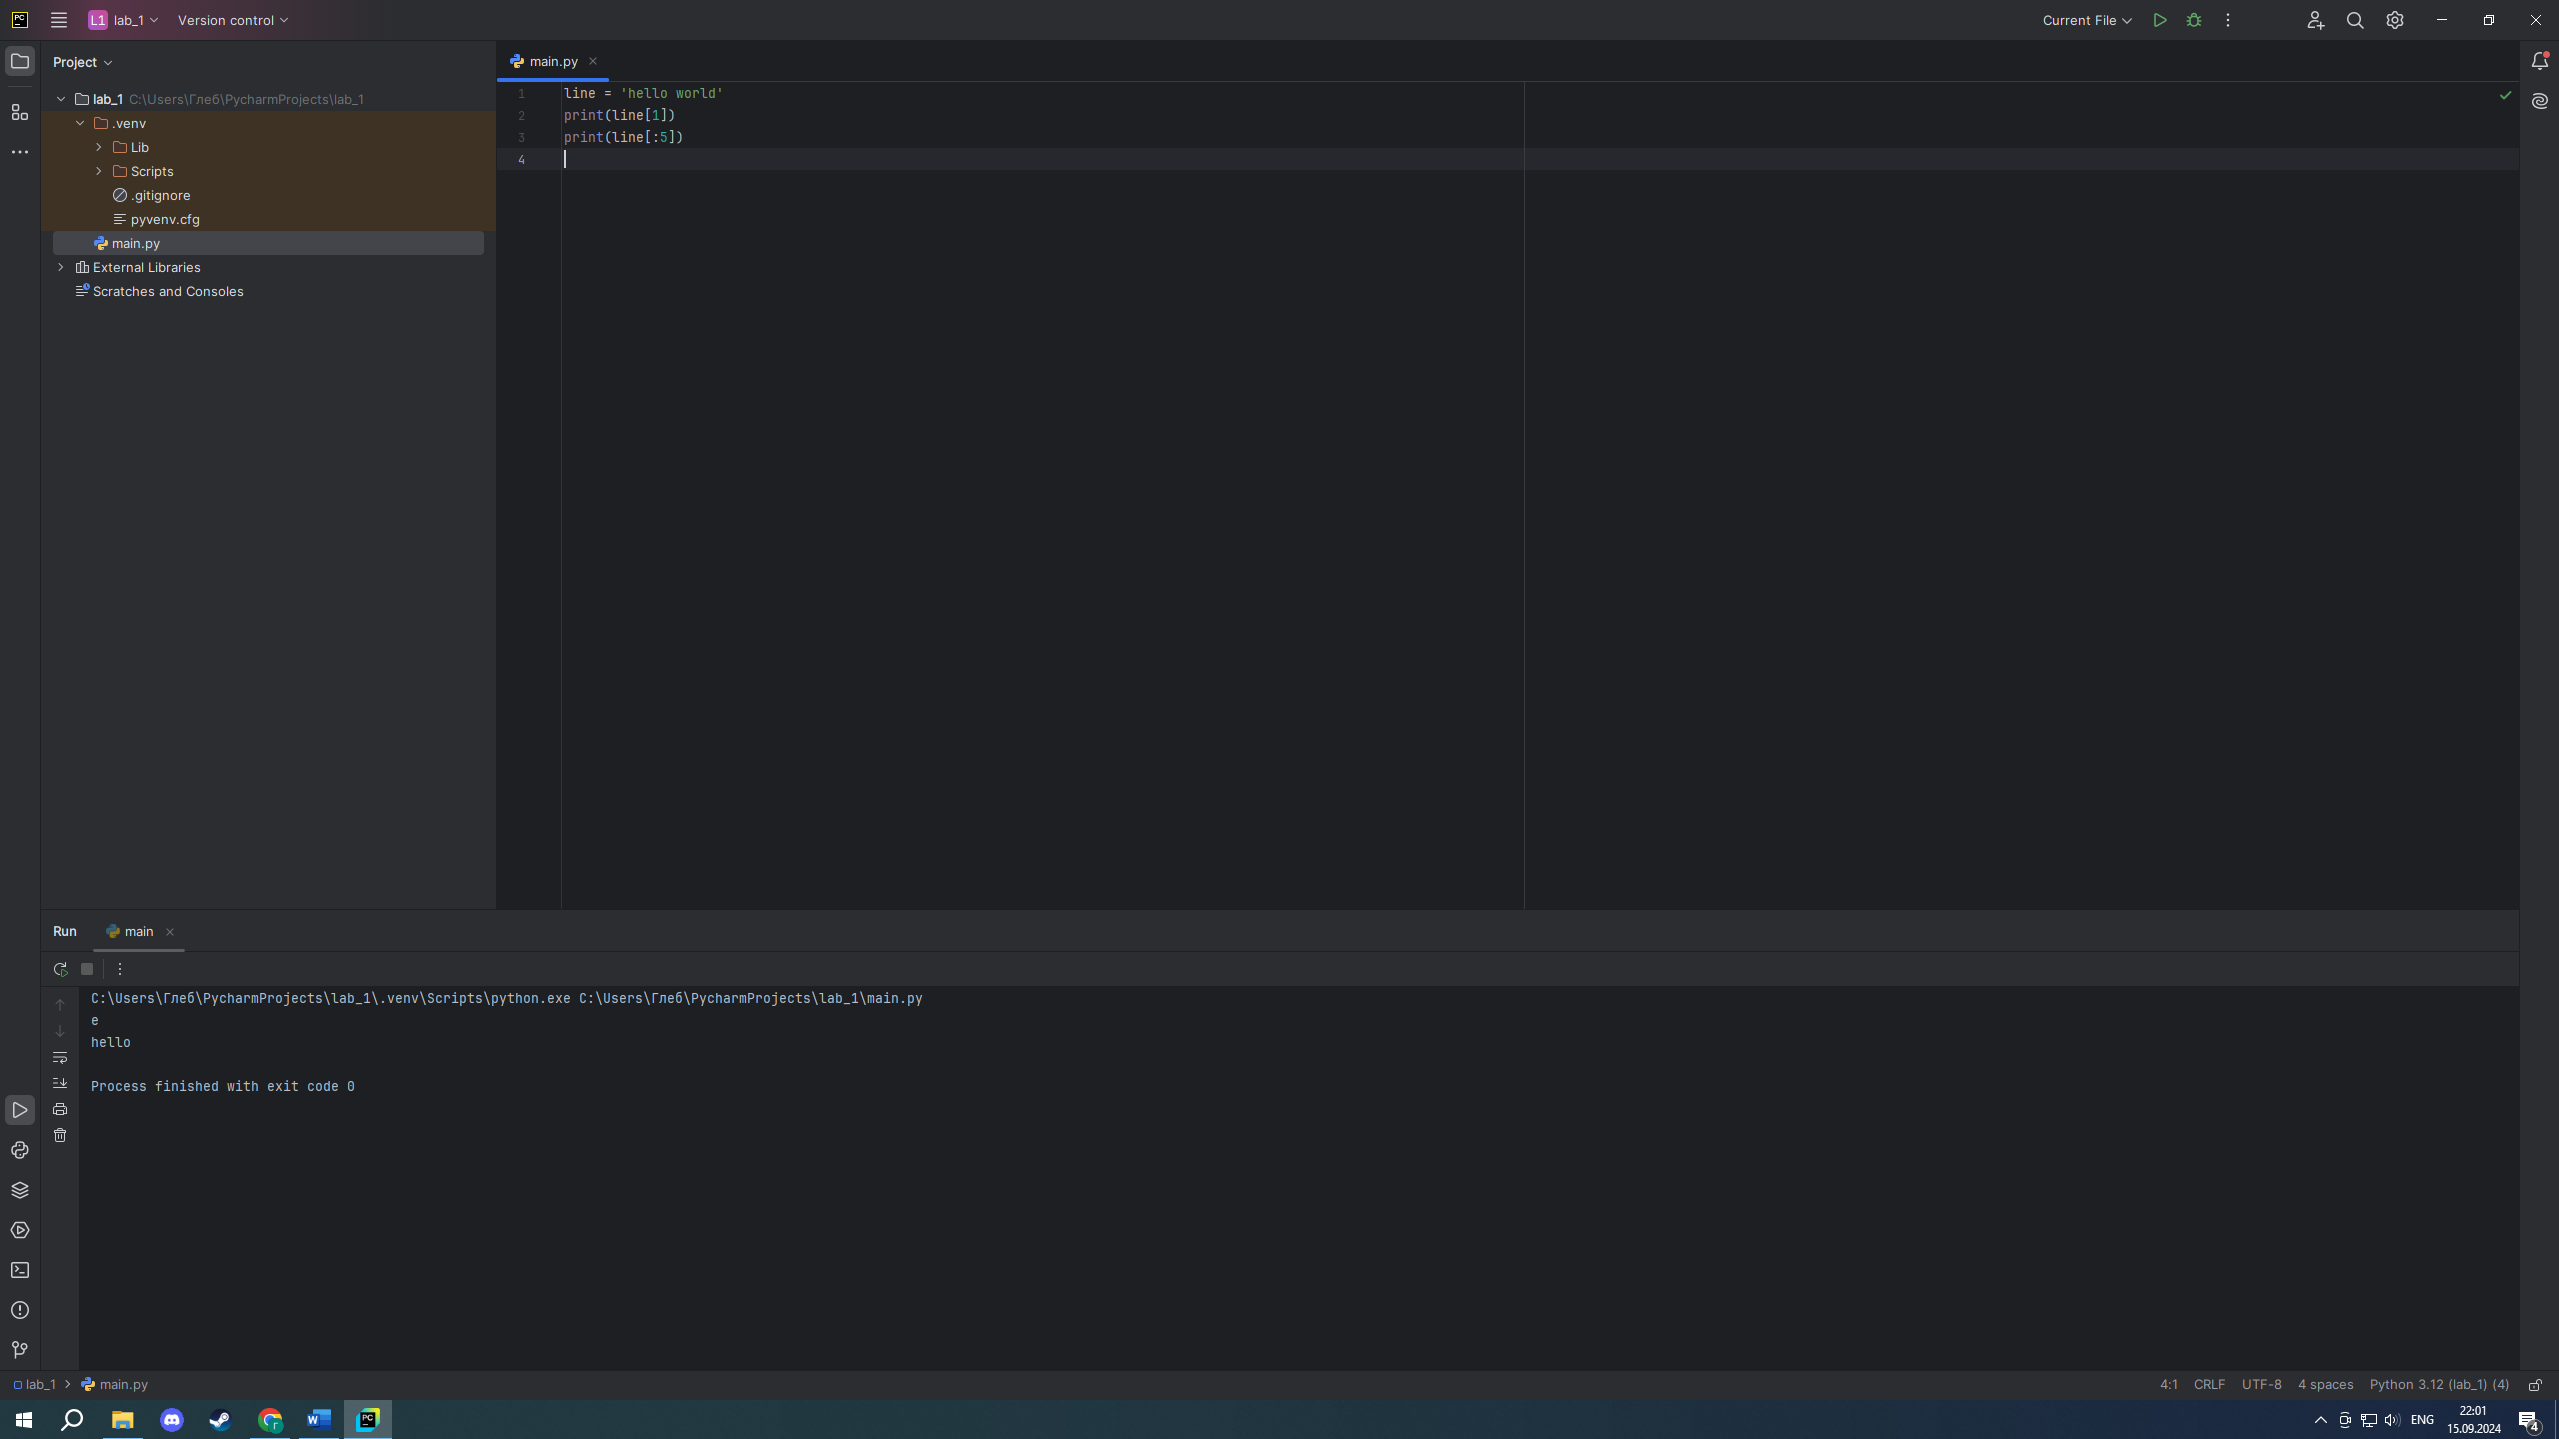 PC L1 lab_1 Version control Current File
Project
main.py
lab_1 C:\Users\Глеб\PycharmProjects\lab_1
.venv
Lib
Scripts
.gitignore
pyvenv.cfg
main.py
External Libraries
Scratches and Consoles
1 line = 'hello world'
2 print(line[1])
3 print(line[:5])
4
Run main
C:\Users\Глеб\PycharmProjects\lab_1\.venv\Scripts\python.exe C:\Users\Глеб\PycharmProjects\lab_1\main.py
e
hello
Process finished with exit code 0
lab_1 main.py 4:1 CRLF UTF-8 4 spaces Python 3.12 (lab_1) (4)
Г W PC ENG 22:01
15.09.2024 4